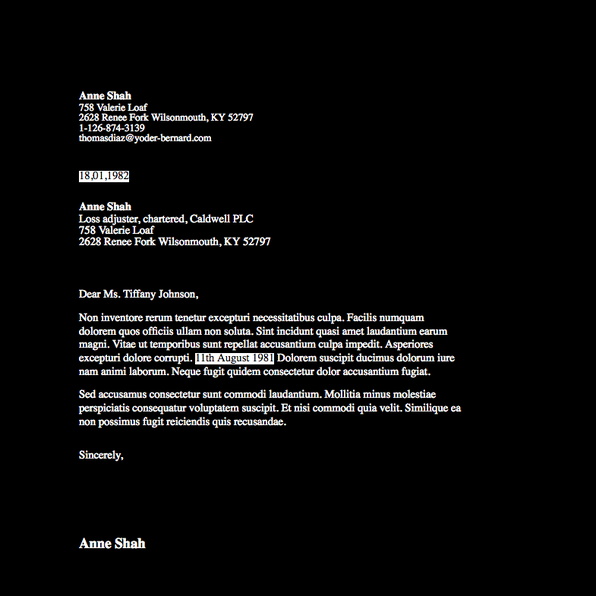 Anne Shah
758 Valerie Loaf
2628 Renee Fork Wilsonmouth, KY 52797
1-126-874-3139
thomasdiaz@yoder-bernard.com
18,01,1982
Anne Shah
Loss adjuster, chartered, Caldwell PLC
758 Valerie Loaf
2628 Renee Fork Wilsonmouth, KY 52797
Dear Ms. Tiffany Johnson,
Non inventore rerum tenetur excepturi necessitatibus culpa. Facilis numquam
dolorem quos officiis ullam non soluta. Sint incidunt quasi amet laudantium earum
magni. Vitae ut temporibus sunt repellat accusantium culpa impedit. Asperiores
excepturi dolore corrupti. 11th August 1981 Dolorem suscipit ducimus dolorum iure
nam animi laborum. Neque fugit quidem consectetur dolor accusantium fugiat.
Sed accusamus consectetur sunt commodi laudantium. Mollitia minus molestiae
perspiciatis consequatur voluptatem suscipit. Et nisi commodi quia velit. Similique ea
non possimus fugit reiciendis quis recusandae.
Sincerely,
Anne Shah